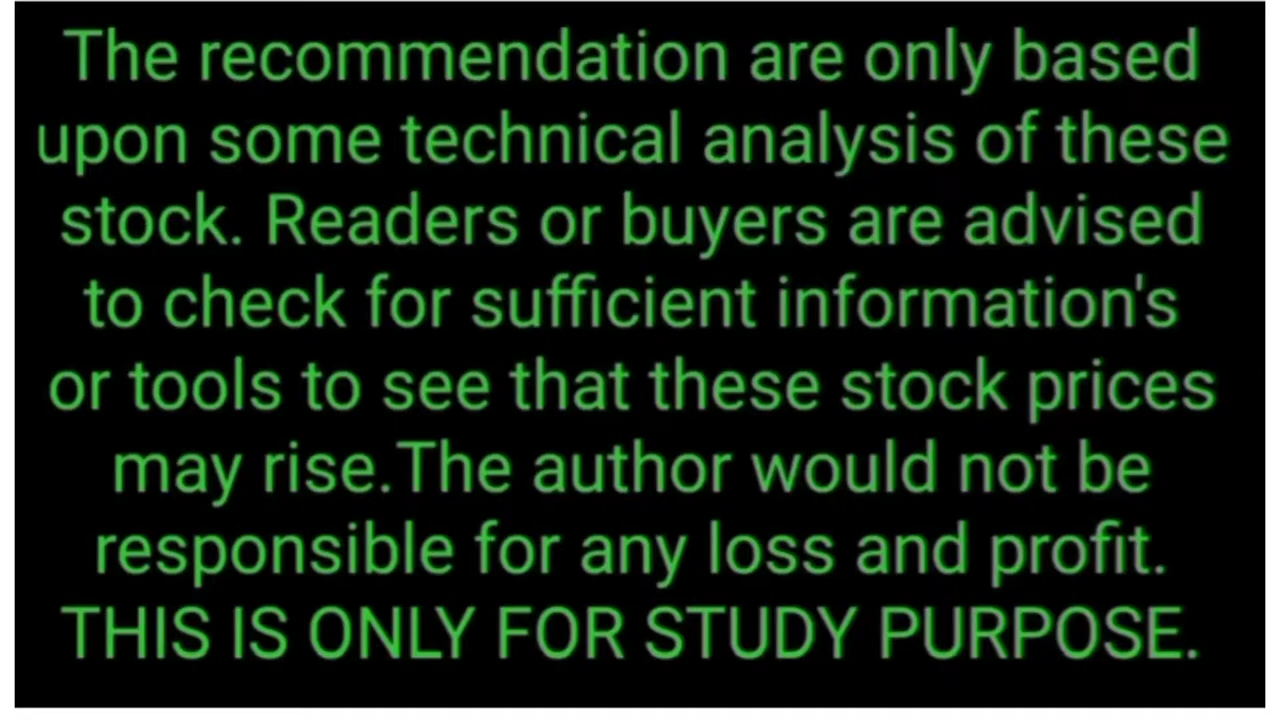 The recommendation are only based
upon some technical analysis of these
stock. Readers or buyers are advised
to check for sufficient information's
or tools to see that these stock prices
may rise.The author would not be
responsible for any loss and profit.
THIS IS ONLY FOR STUDY PURPOSE.